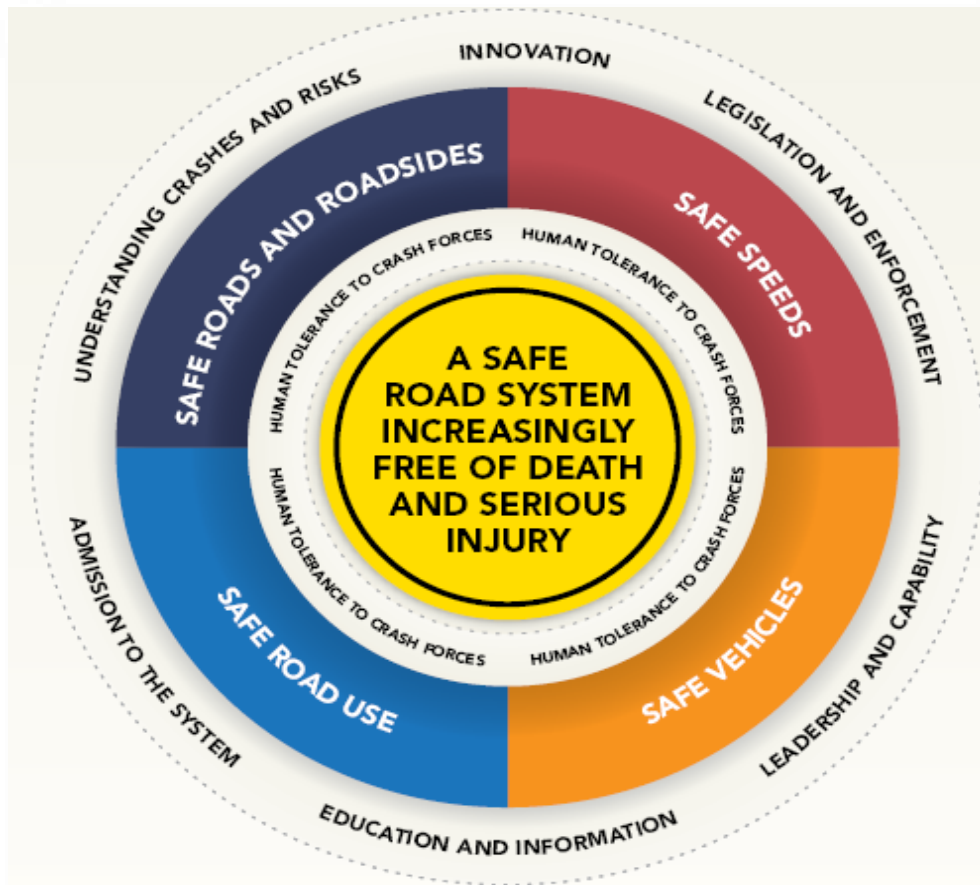 INNOVATION
LEGISLATION AND ENFORCEMENT
LEADERSHIP AND CAPABILITY
EDUCATION AND INFORMATION
ADMISSION TO THE SYSTEM
UNDERSTANDING CRASHES AND RISKS
SAFE ROADS AND ROADSIDES
SAFE SPEEDS
SAFE VEHICLES
SAFE ROAD USE
HUMAN TOLERANCE TO CRASH FORCES
HUMAN TOLERANCE TO CRASH FORCES
HUMAN TOLERANCE TO CRASH FORCES
HUMAN TOLERANCE TO CRASH FORCES
A SAFE
ROAD SYSTEM
INCREASINGLY
FREE OF DEATH
AND SERIOUS
INJURY